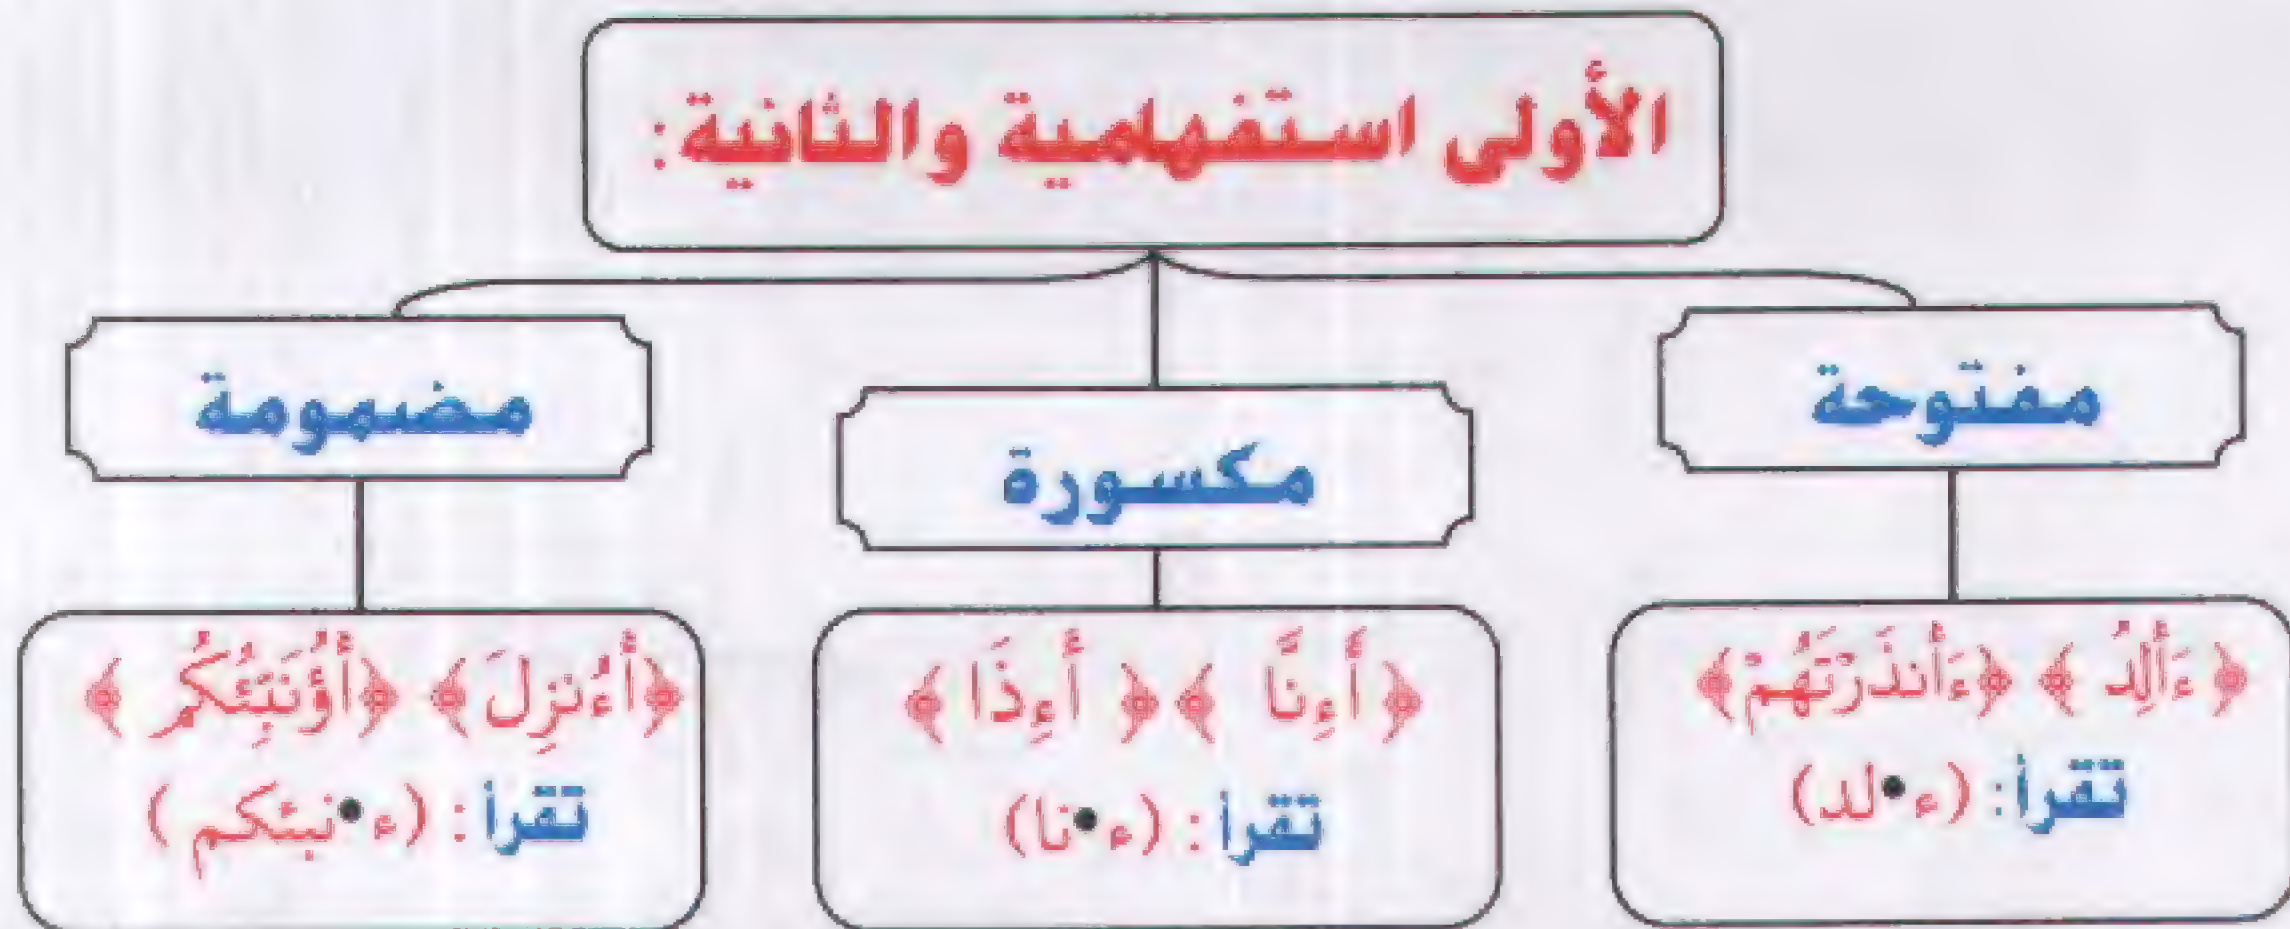 الأولى استفهامية والثانية:
مفتوحة
مكسورة
مضمومة
﴿ ءَأَلِدُ ﴾ ﴿ءَأَنذَرْتَهُمْ﴾
تقرأ: (ء•لد)
﴿ أَءِنَّا ﴾ ﴿ أَءِذَا ﴾
تقرأ: (ء•نا)
﴿أَءُنزِلَ﴾ ﴿أَؤُنَبِّئُكُم ﴾
تقرأ: (ء•نبئكم)